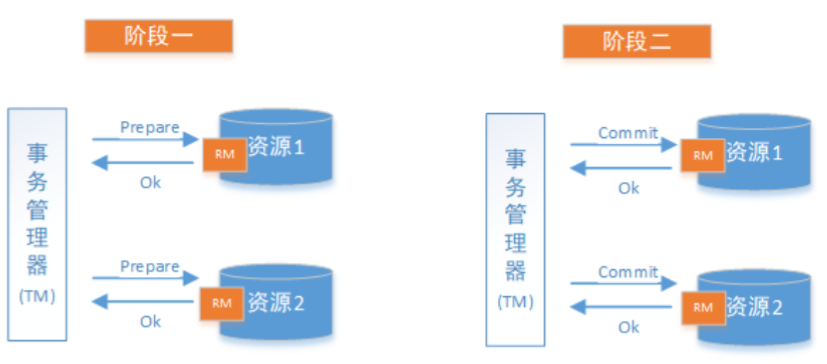 阶段一
事务管理器
(TM)
Prepare
Ok
RM
资源1
Prepare
Ok
RM
资源2
阶段二
事务管理器
(TM)
Commit
Ok
RM
资源1
Commit
Ok
RM
资源2